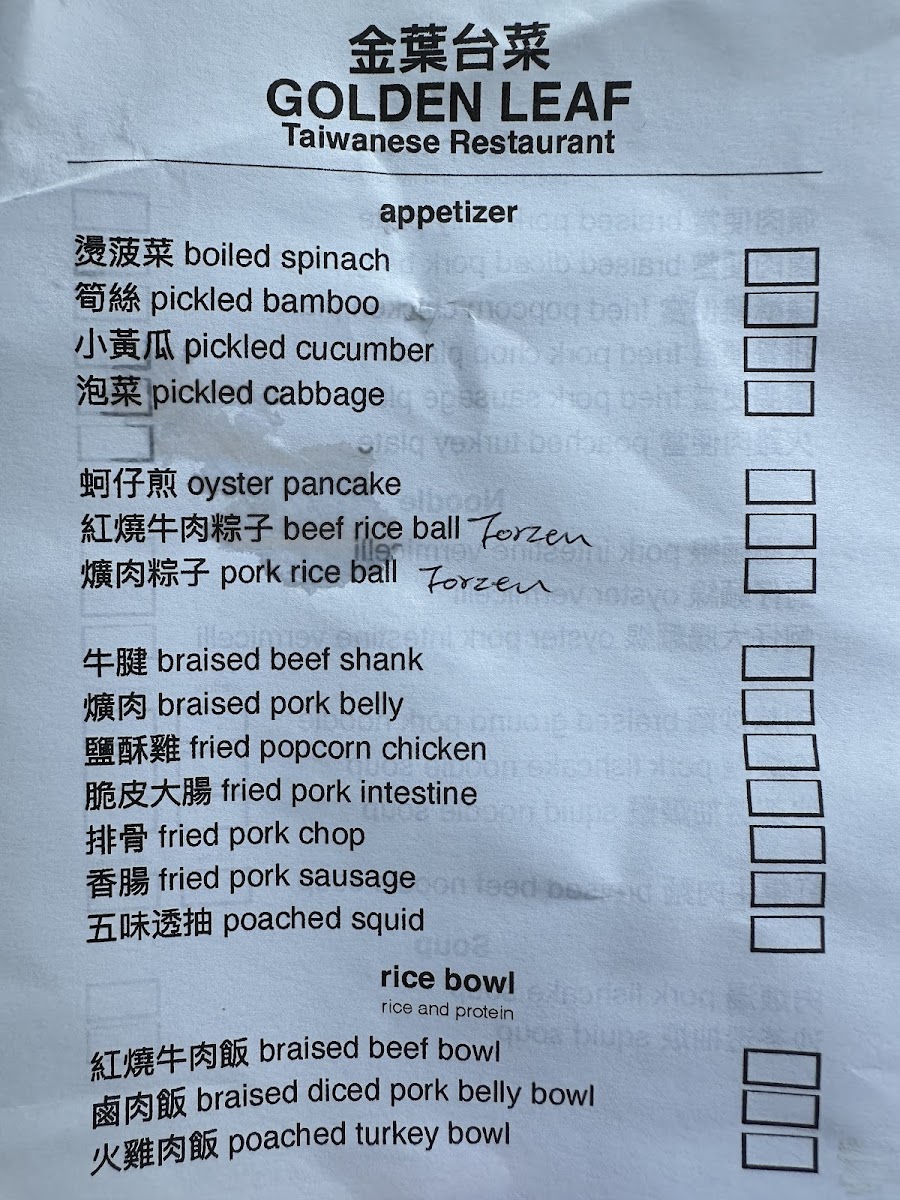 金葉台菜
GOLDEN LEAF
Taiwanese Restaurant
appetizer
燙菠菜 boiled spinach
筍絲 pickled bamboo
小黃瓜 pickled cucumber
泡菜 pickled cabbage
蚵仔煎 oyster pancake
紅燒牛肉粽子 beef rice ball Forzen
爌肉粽子 pork rice ball Forzen
牛腱 braised beef shank
爌肉 braised pork belly
鹽酥雞 fried popcorn chicken
脆皮大腸 fried pork intestine
排骨 fried pork chop
香腸 fried pork sausage
五味透抽 poached squid
rice bowl
rice and protein
紅燒牛肉飯 braised beef bowl
鹵肉飯 braised diced pork belly bowl
火雞肉飯 poached turkey bowl